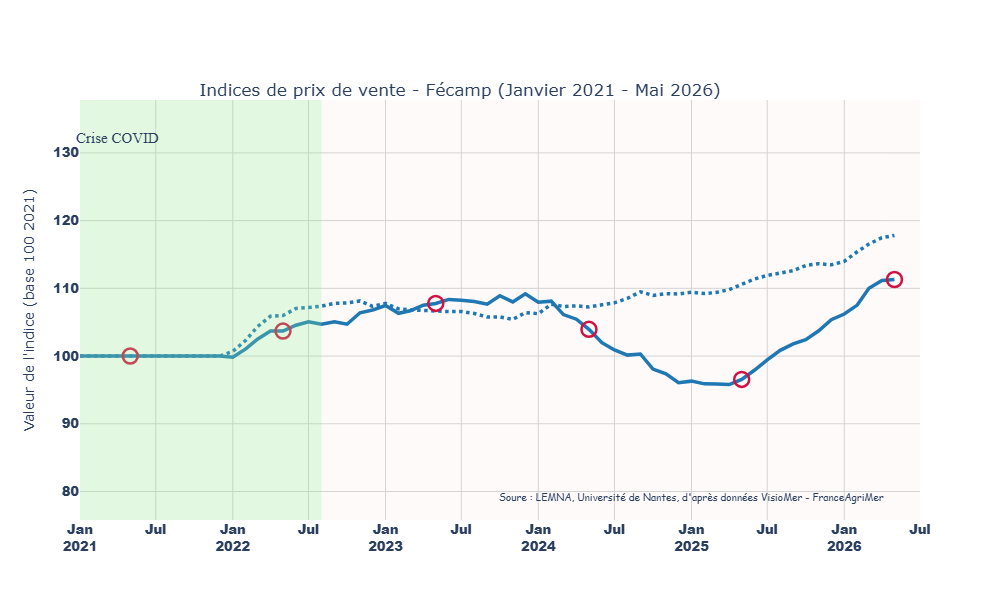 Indices de prix de vente - Fécamp (Janvier 2021 - Mai 2026)
Crise COVID
Valeur de l'indice (base 100 2021)
130
120
110
100
90
80
Soure : LEMNA, Université de Nantes, d'après données VisioMer - FranceAgriMer
Jan Jul Jan Jul Jan Jul Jan Jul Jan Jul Jan Jul
2021 2022 2023 2024 2025 2026